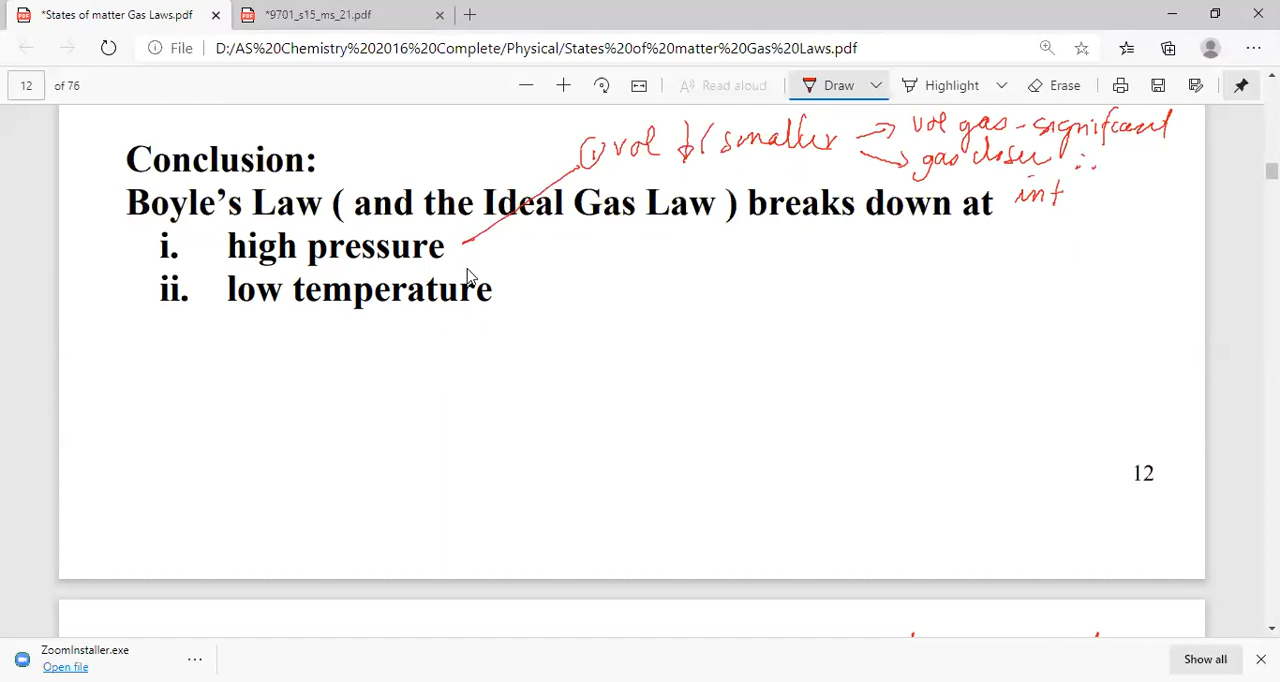 *States of matter Gas Laws.pdf
*9701_s15_ms_21.pdf
File D:/AS%20Chemistry%202016%20Complete/Physical/States%20of%20matter%20Gas%20Laws.pdf
12 of 76
Read aloud Draw Highlight Erase
① vol ↓/smaller → vol gas - significant
→ gas closer ∴
int
Conclusion:
Boyle's Law ( and the Ideal Gas Law ) breaks down at
i. high pressure
ii. low temperature
12
ZoomInstaller.exe
Open file
Show all